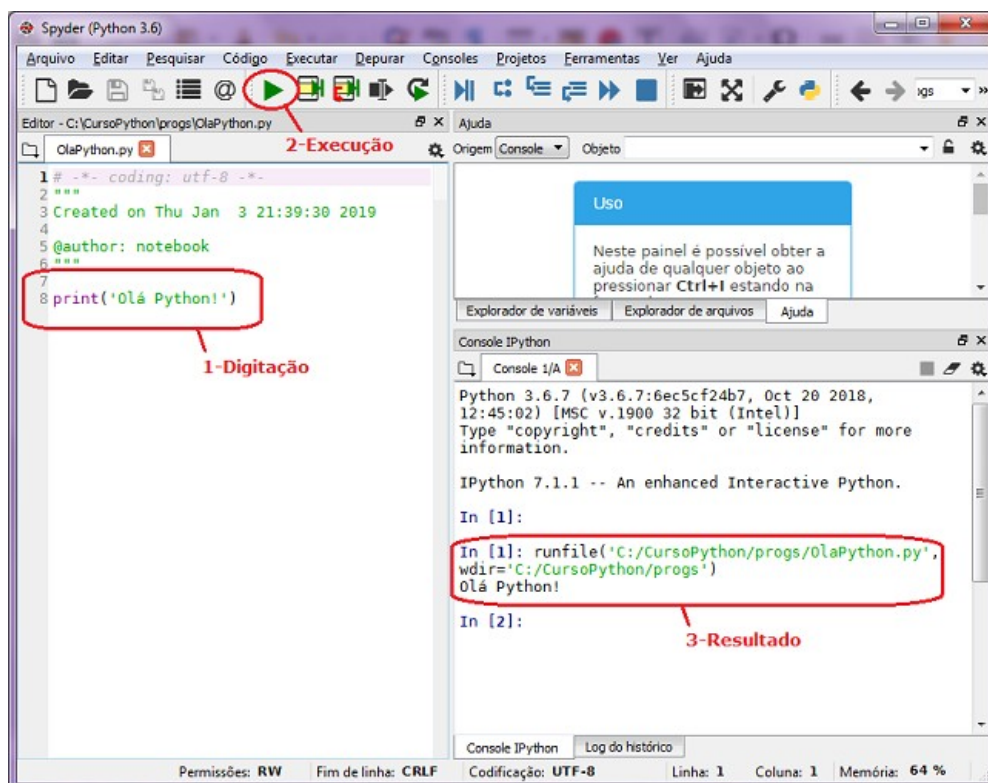 Spyder (Python 3.6)
Arquivo Editar Pesquisar Código Executar Depurar Consoles Projetos Ferramentas Ver Ajuda
Editor - C:\CursoPython\progs\OlaPython.py
2-Execução
OlaPython.py
1 # -*- coding: utf-8 -*-
2 """
3 Created on Thu Jan  3 21:39:30 2019
4
5 @author: notebook
6 """
7
8 print('Olá Python!')
1-Digitação
Ajuda
Origem Console Objeto
Uso
Neste painel é possível obter a
ajuda de qualquer objeto ao
pressionar Ctrl+I estando na
Explorador de variáveis Explorador de arquivos Ajuda
Console IPython
Console 1/A
Python 3.6.7 (v3.6.7:6ec5cf24b7, Oct 20 2018,
12:45:02) [MSC v.1900 32 bit (Intel)]
Type "copyright", "credits" or "license" for more
information.
IPython 7.1.1 -- An enhanced Interactive Python.
In [1]:
In [1]: runfile('C:/CursoPython/progs/OlaPython.py',
wdir='C:/CursoPython/progs')
Olá Python!
In [2]:
3-Resultado
Console IPython Log do histórico
Permissões: RW Fim de linha: CRLF Codificação: UTF-8 Linha: 1 Coluna: 1 Memória: 64 %